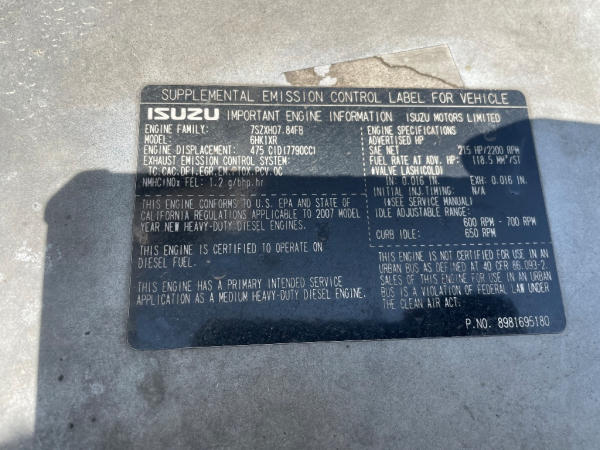 SUPPLEMENTAL EMISSION CONTROL LABEL FOR VEHICLE
ISUZU IMPORTANT ENGINE INFORMATION ISUZU MOTORS LIMITED
ENGINE FAMILY: 7SZXH07.84FB
MODEL: 6HK1XR
ENGINE DISPLACEMENT: 475 CID(7790CC)
EXHAUST EMISSION CONTROL SYSTEM:
TC,CAC,DFI,EGR,EM,PTOX,PCV,OC
NMHC+NOx FEL: 1.2 g/bhp.hr
THIS ENGINE CONFORMS TO U.S. EPA AND STATE OF
CALIFORNIA REGULATIONS APPLICABLE TO 2007 MODEL
YEAR NEW HEAVY-DUTY DIESEL ENGINES.
THIS ENGINE IS CERTIFIED TO OPERATE ON
DIESEL FUEL.
THIS ENGINE HAS A PRIMARY INTENDED SERVICE
APPLICATION AS A MEDIUM HEAVY-DUTY DIESEL ENGINE.
ENGINE SPECIFICATIONS
ADVERTISED HP
SAE NET 215 HP/2200 RPM
FUEL RATE AT ADV. HP: 118.5 MM³/ST
*VALVE LASH(COLD)
IN: 0.016 IN. EXH: 0.016 IN.
INITIAL INJ.TIMING: N/A
(*SEE SERVICE MANUAL)
IDLE ADJUSTABLE RANGE:
600 RPM - 700 RPM
CURB IDLE: 650 RPM
THIS ENGINE IS NOT CERTIFIED FOR USE IN AN
URBAN BUS AS DEFINED AT 40 CFR 86.093-2.
SALES OF THIS ENGINE FOR USE IN AN URBAN
BUS IS A VIOLATION OF FEDERAL LAW UNDER
THE CLEAN AIR ACT.
P.NO. 8981695180